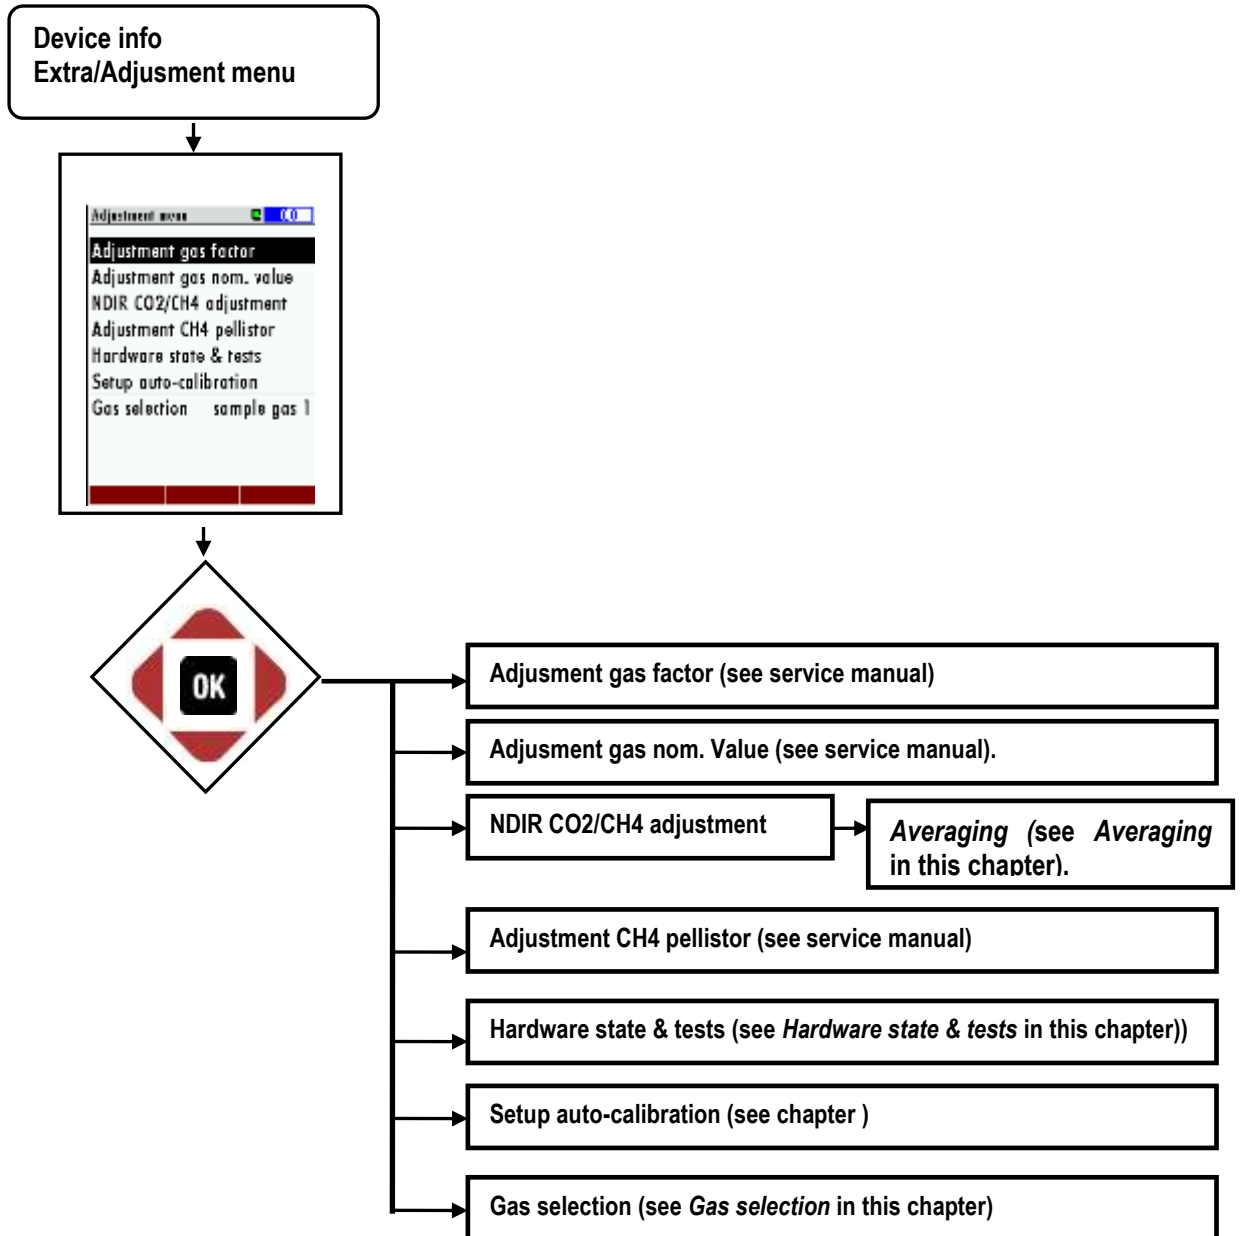 Device info
Extra/Adjusment menu
Adjustment menu
Adjustment gas factor
Adjustment gas nom. value
NDIR CO2/CH4 adjustment
Adjustment CH4 pellistor
Hardware state & tests
Setup auto-calibration
Gas selection sample gas 1
OK
Adjusment gas factor (see service manual)
Adjusment gas nom. Value (see service manual).
NDIR CO2/CH4 adjustment
Averaging (see Averaging
in this chapter).
Adjustment CH4 pellistor (see service manual)
Hardware state & tests (see Hardware state & tests in this chapter))
Setup auto-calibration (see chapter )
Gas selection (see Gas selection in this chapter)